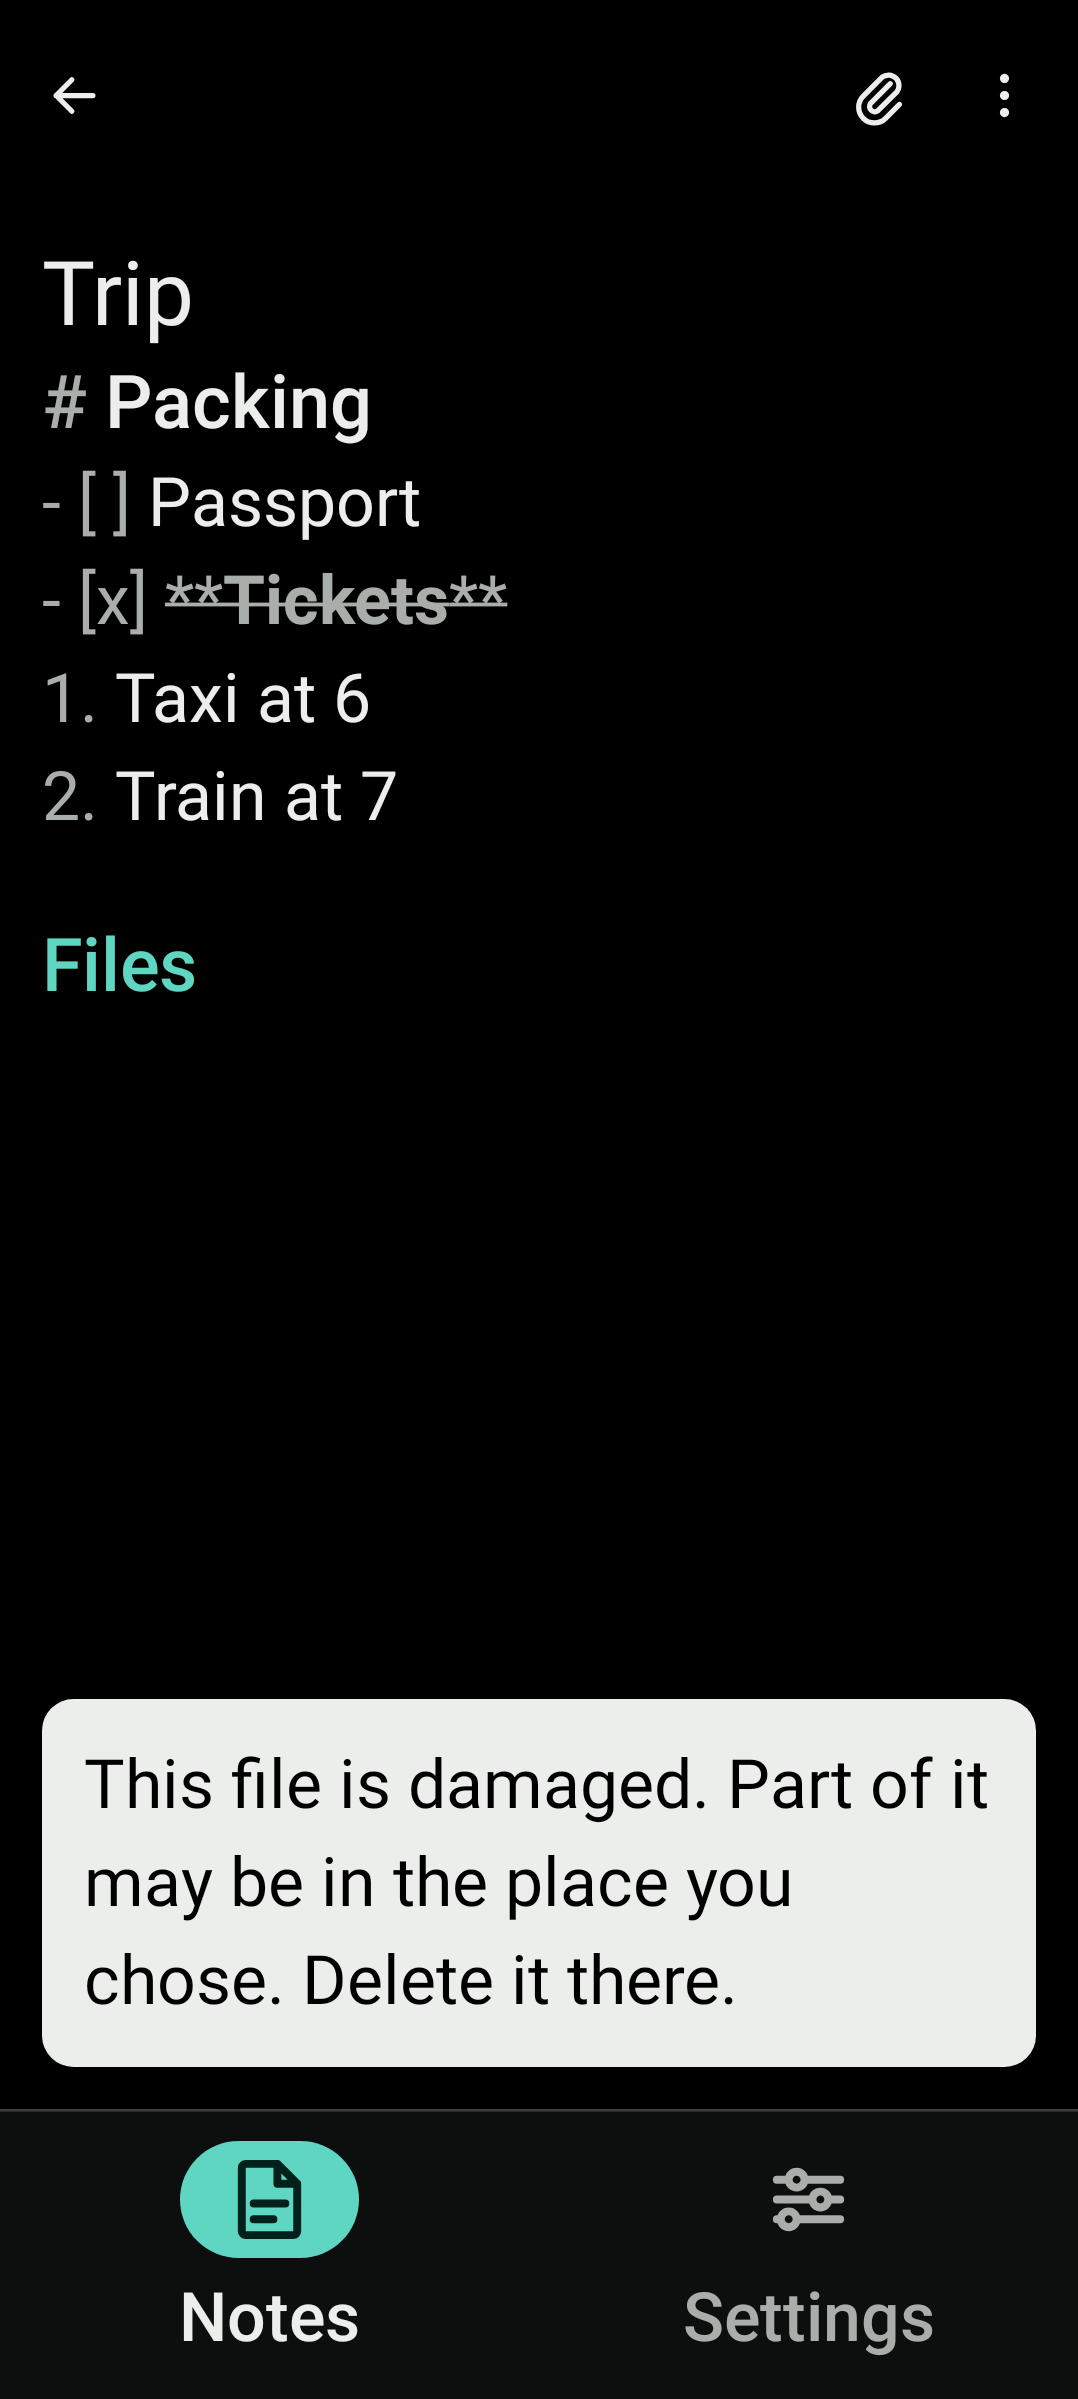 Trip
# Packing
- [ ] Passport
- [x] **Tickets**
1. Taxi at 6
2. Train at 7
Files
This file is damaged. Part of it
may be in the place you
chose. Delete it there.
Notes
Settings